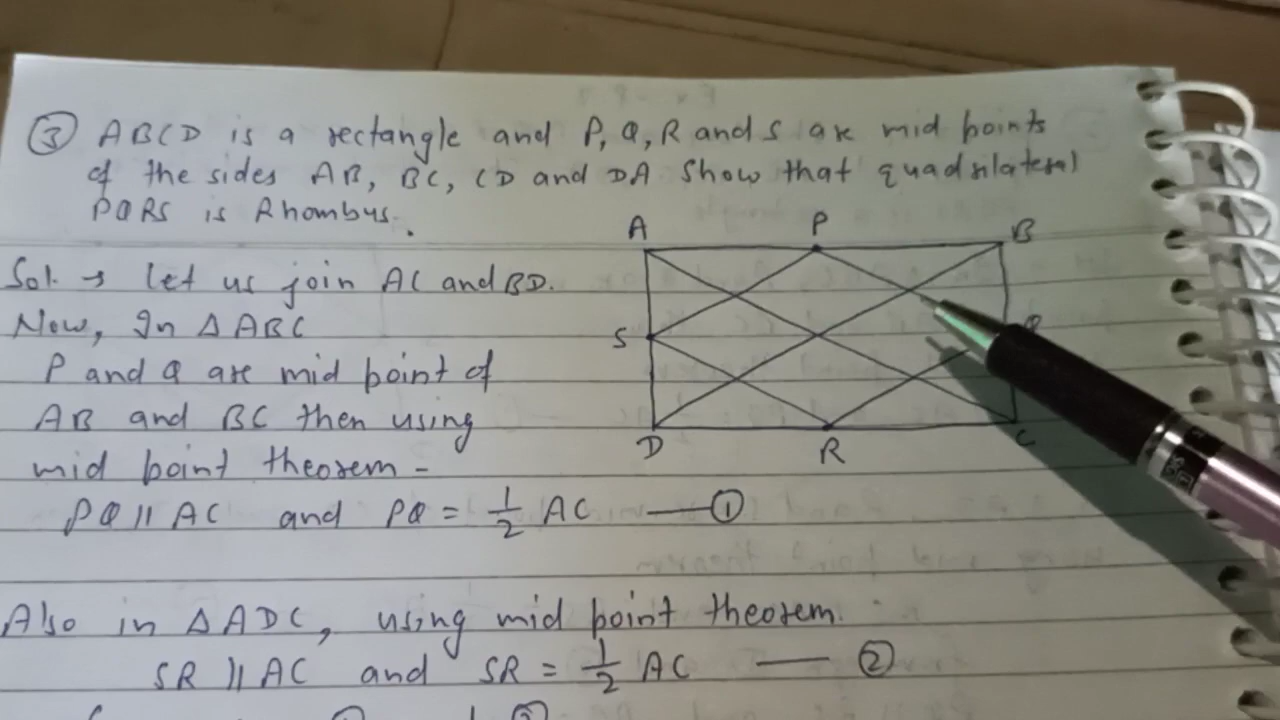 ③ ABCD is a rectangle and P, Q, R and S are mid points
of the sides AB, BC, CD and DA Show that quadrilateral
PQRS is Rhombus.
A P B
Sol. → Let us join AC and BD.
Now, In △ ABC
S
P and Q are mid point of
AB and BC then using
D R C
mid point theorem -
PQ || AC and PQ = 1/2 AC —— ①
Also in △ ADC, using mid point theorem.
SR || AC and SR = 1/2 AC —— ②